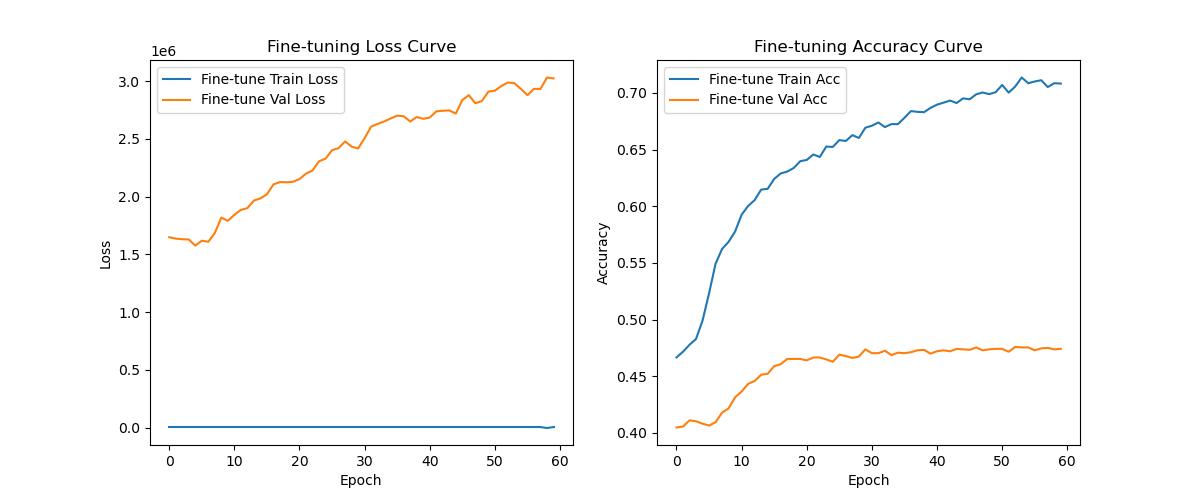 Fine-tuning Loss Curve
1e6
Fine-tune Train Loss
Fine-tune Val Loss
3.0
2.5
2.0
1.5
1.0
0.5
0.0
Loss
0 10 20 30 40 50 60
Epoch
Fine-tuning Accuracy Curve
Fine-tune Train Acc
Fine-tune Val Acc
0.70
0.65
0.60
0.55
0.50
0.45
0.40
Accuracy
0 10 20 30 40 50 60
Epoch